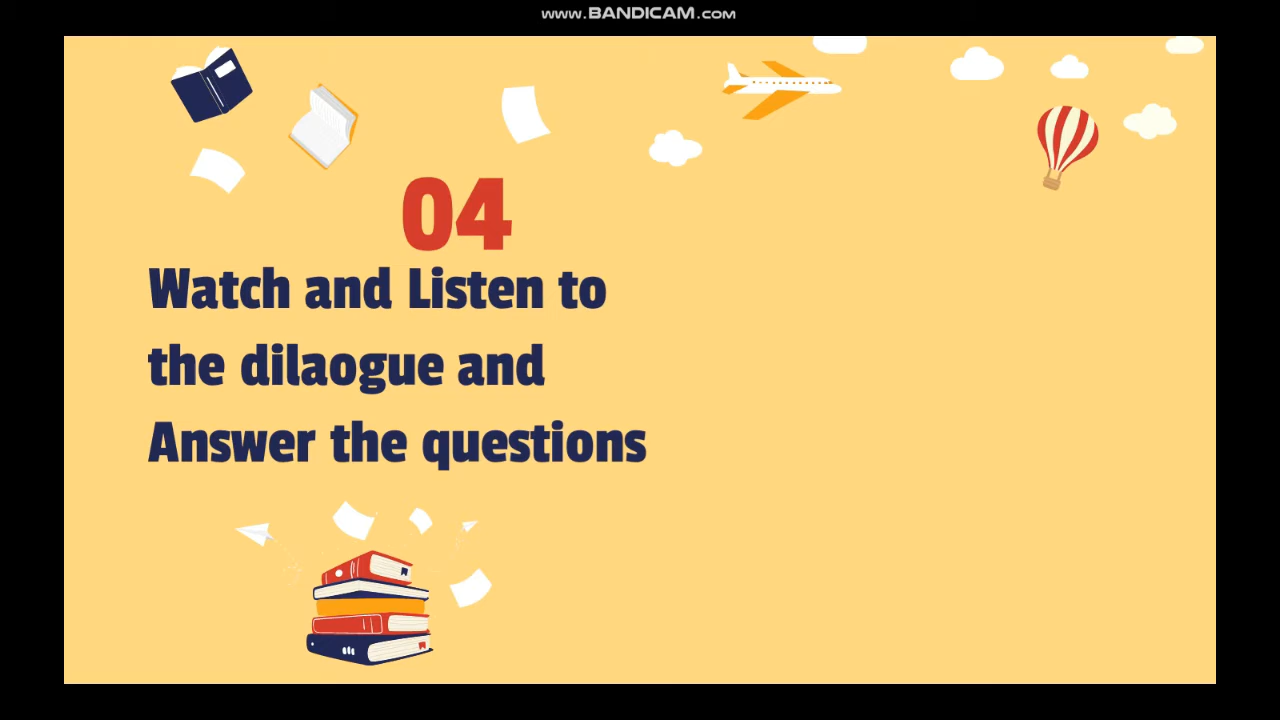 www.BANDICAM.com
04
Watch and Listen to
the dilaogue and
Answer the questions